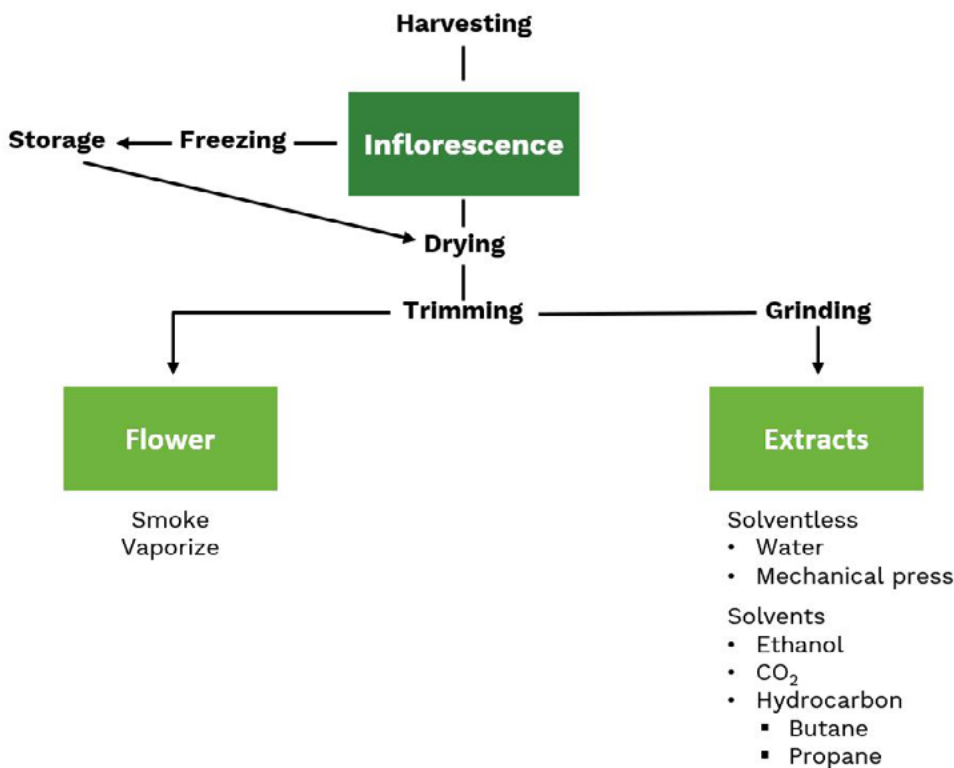 Harvesting
Storage Freezing Inflorescence
Drying
Trimming Grinding
Flower Extracts
Smoke
Vaporize
Solventless
• Water
• Mechanical press
Solvents
• Ethanol
• CO₂
• Hydrocarbon
▪ Butane
▪ Propane